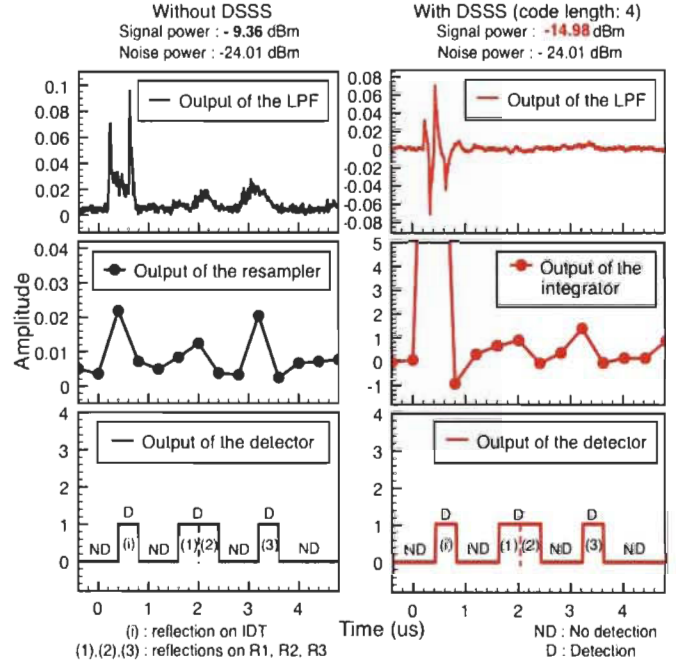 Without DSSS
Signal power : - 9.36 dBm
Noise power : -24.01 dBm
With DSSS (code length: 4)
Signal power : -14.98 dBm
Noise power : - 24.01 dBm
0.1
0.08
0.06
0.04
0.02
0
Output of the LPF
0.08
0.06
0.04
0.02
0
-0.02
-0.04
-0.06
-0.08
Output of the LPF
Amplitude
0.04
0.03
0.02
0.01
0
Output of the resampler
5
4
3
2
1
0
-1
Output of the
integrator
4
3
2
1
0
Output of the detector
D D D
ND (i) ND (1) (2) ND (3) ND
4
3
2
1
0
Output of the detector
D D D
ND (i) ND (1) (2) ND (3) ND
0 1 2 3 4
Time (us)
0 1 2 3 4
(i) : reflection on IDT
(1),(2),(3) : reflections on R1, R2, R3
ND : No detection
D : Detection